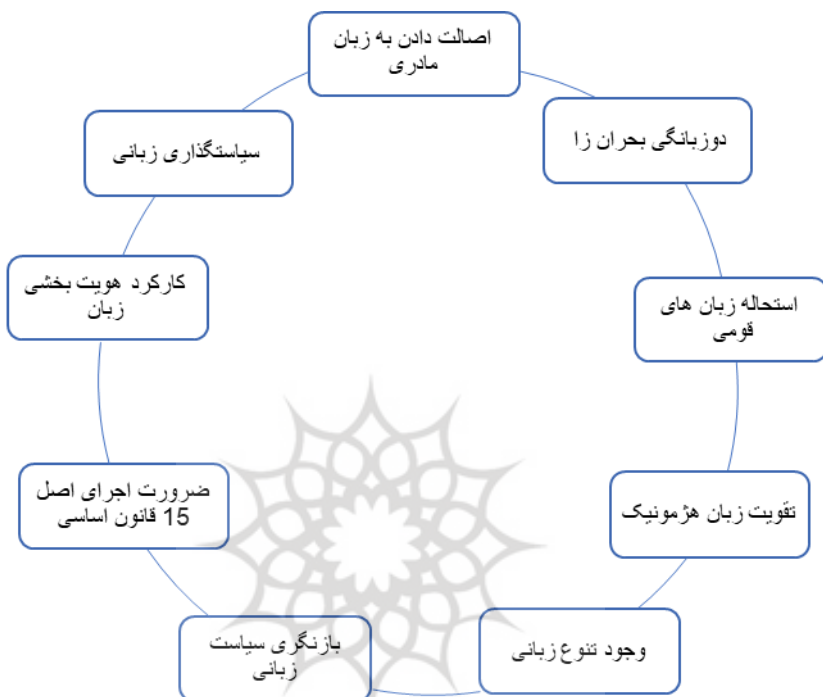 اصالت دادن به زبان
مادری
دوزبانگی بحران زا
استحاله زبان های
قومی
تقویت زبان هژمونیک
وجود تنوع زبانی
بازنگری سیاست
زبانی
ضرورت اجرای اصل
15 قانون اساسی
کارکرد هویت بخشی
زبان
سیاستگذاری زبانی